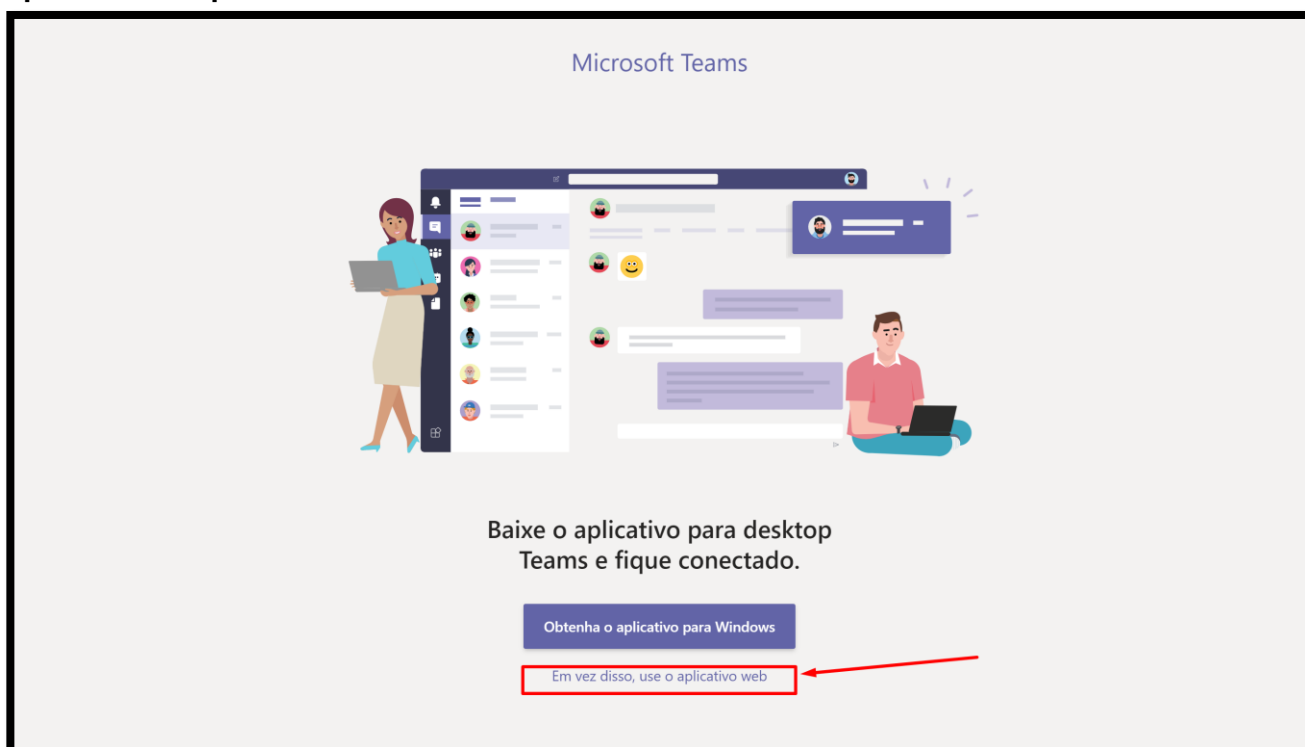 Microsoft Teams
Baixe o aplicativo para desktop
Teams e fique conectado.
Obtenha o aplicativo para Windows
Em vez disso, use o aplicativo web